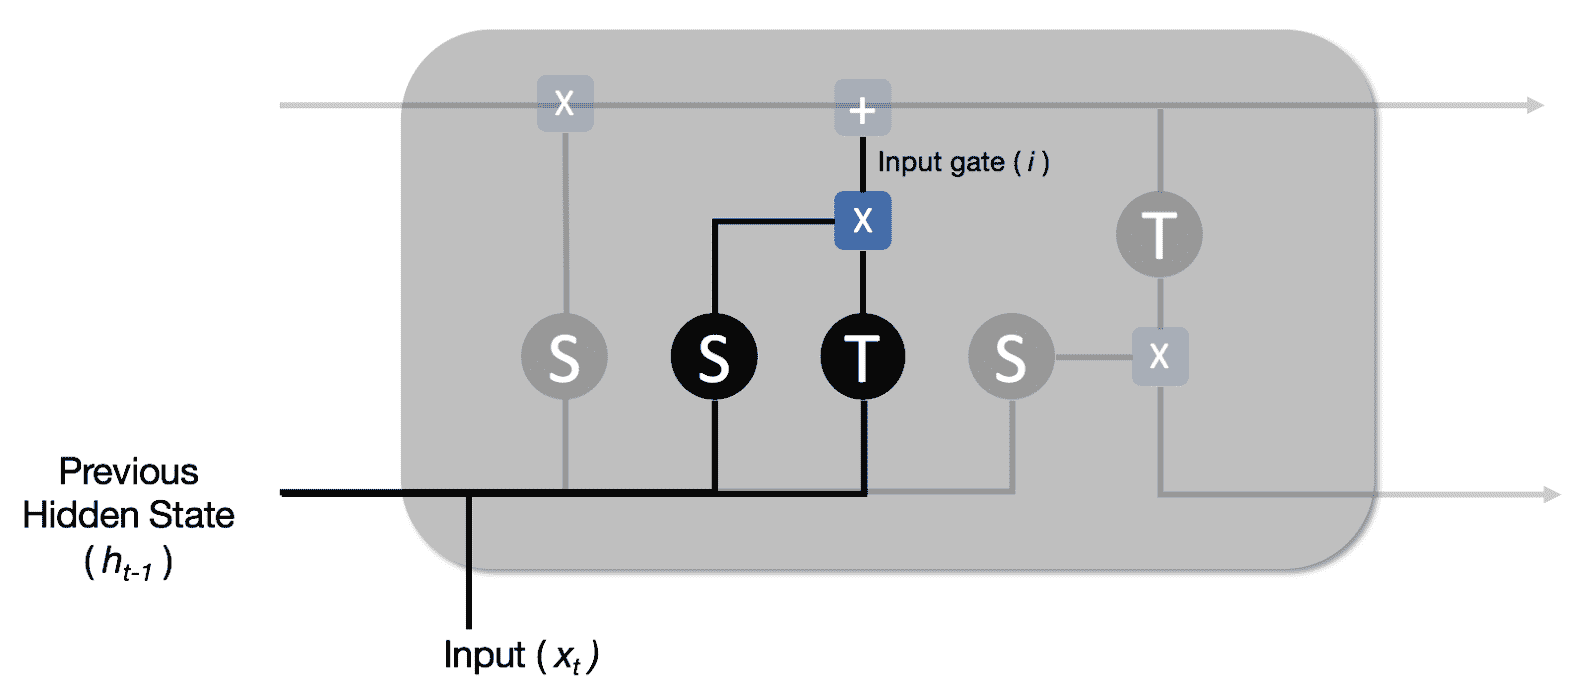 X
+
Input gate ( i )
X
T
S
S
T
S
X
Previous
Hidden State
( h_{t-1} )
Input ( x_t )